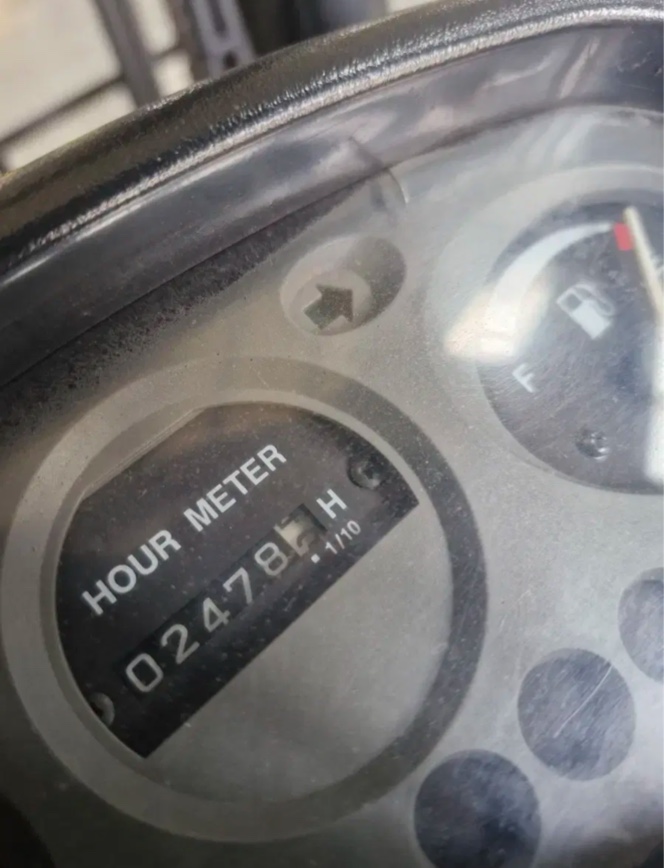 F
HOUR METER
02478 H
. 1/10